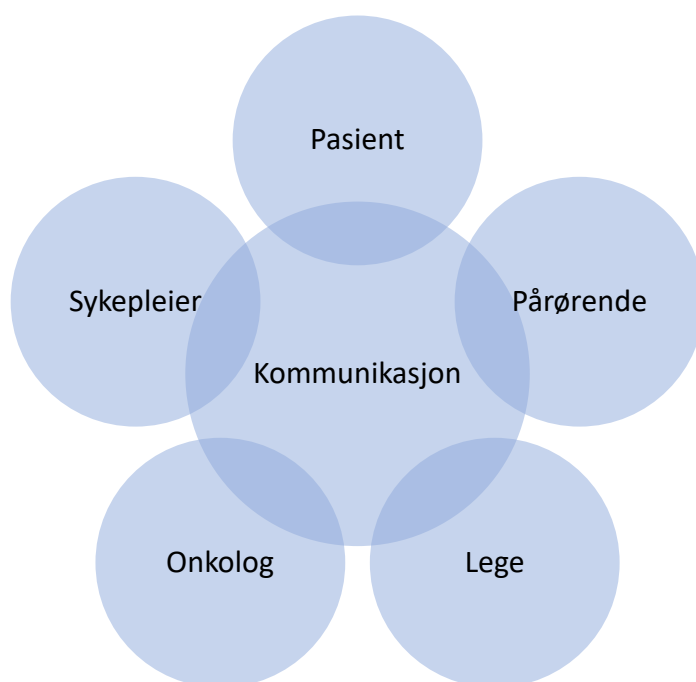 Pasient
Sykepleier
Pårørende
Kommunikasjon
Onkolog
Lege